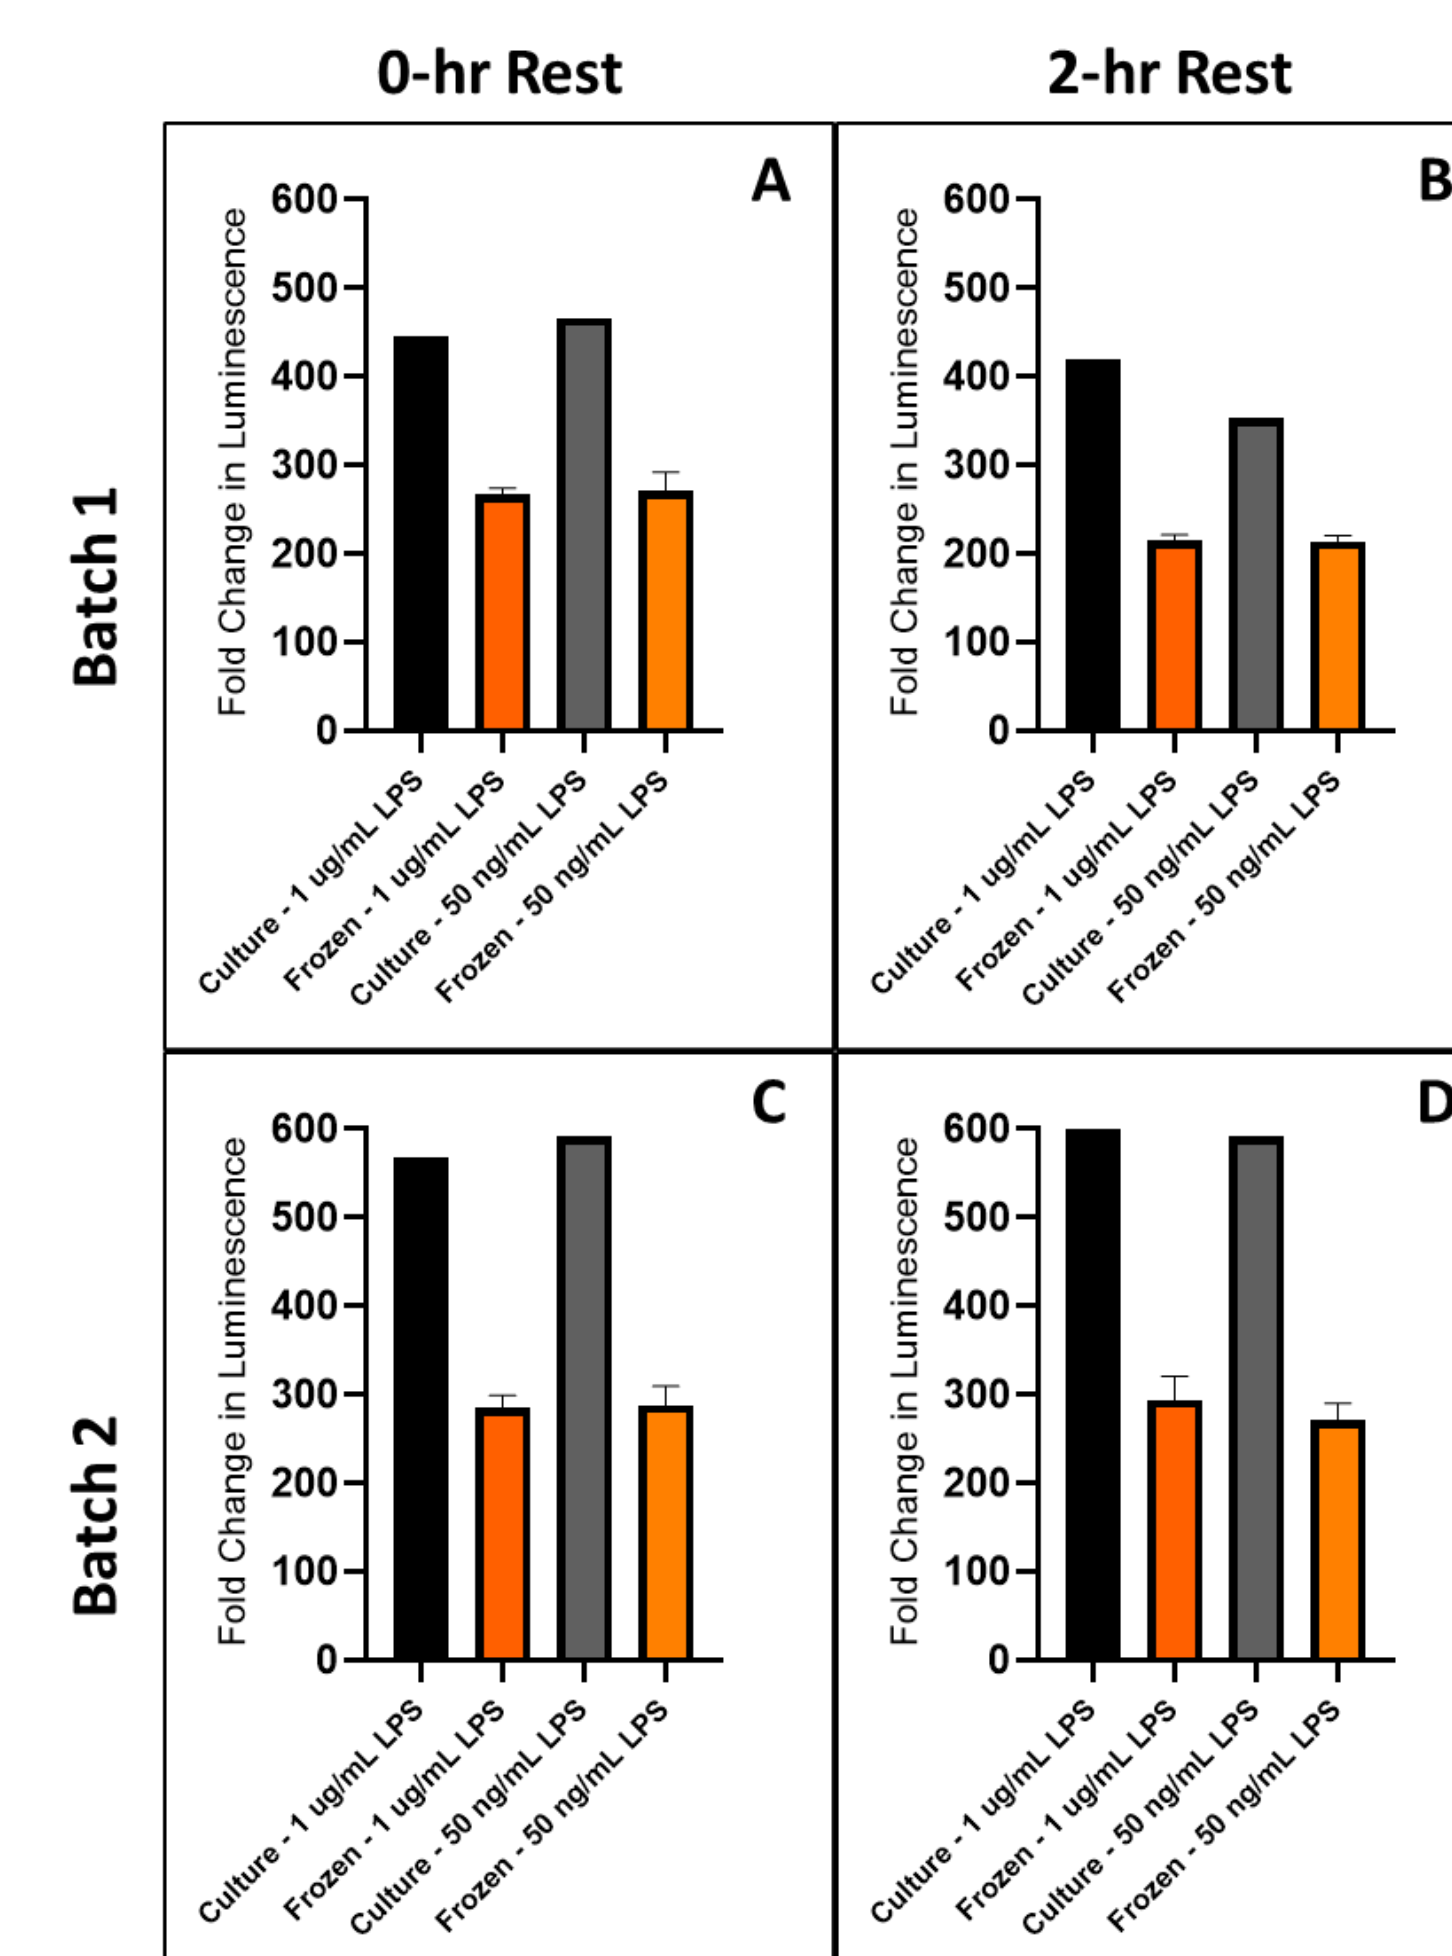 0-hr Rest
2-hr Rest
Batch 1
A
Fold Change in Luminescence
600
500
400
300
200
100
0
Culture - 1 ug/mL LPS
Frozen - 1 ug/mL LPS
Culture - 50 ng/mL LPS
Frozen - 50 ng/mL LPS
B
Fold Change in Luminescence
600
500
400
300
200
100
0
Culture - 1 ug/mL LPS
Frozen - 1 ug/mL LPS
Culture - 50 ng/mL LPS
Frozen - 50 ng/mL LPS
Batch 2
C
Fold Change in Luminescence
600
500
400
300
200
100
0
Culture - 1 ug/mL LPS
Frozen - 1 ug/mL LPS
Culture - 50 ng/mL LPS
Frozen - 50 ng/mL LPS
D
Fold Change in Luminescence
600
500
400
300
200
100
0
Culture - 1 ug/mL LPS
Frozen - 1 ug/mL LPS
Culture - 50 ng/mL LPS
Frozen - 50 ng/mL LPS